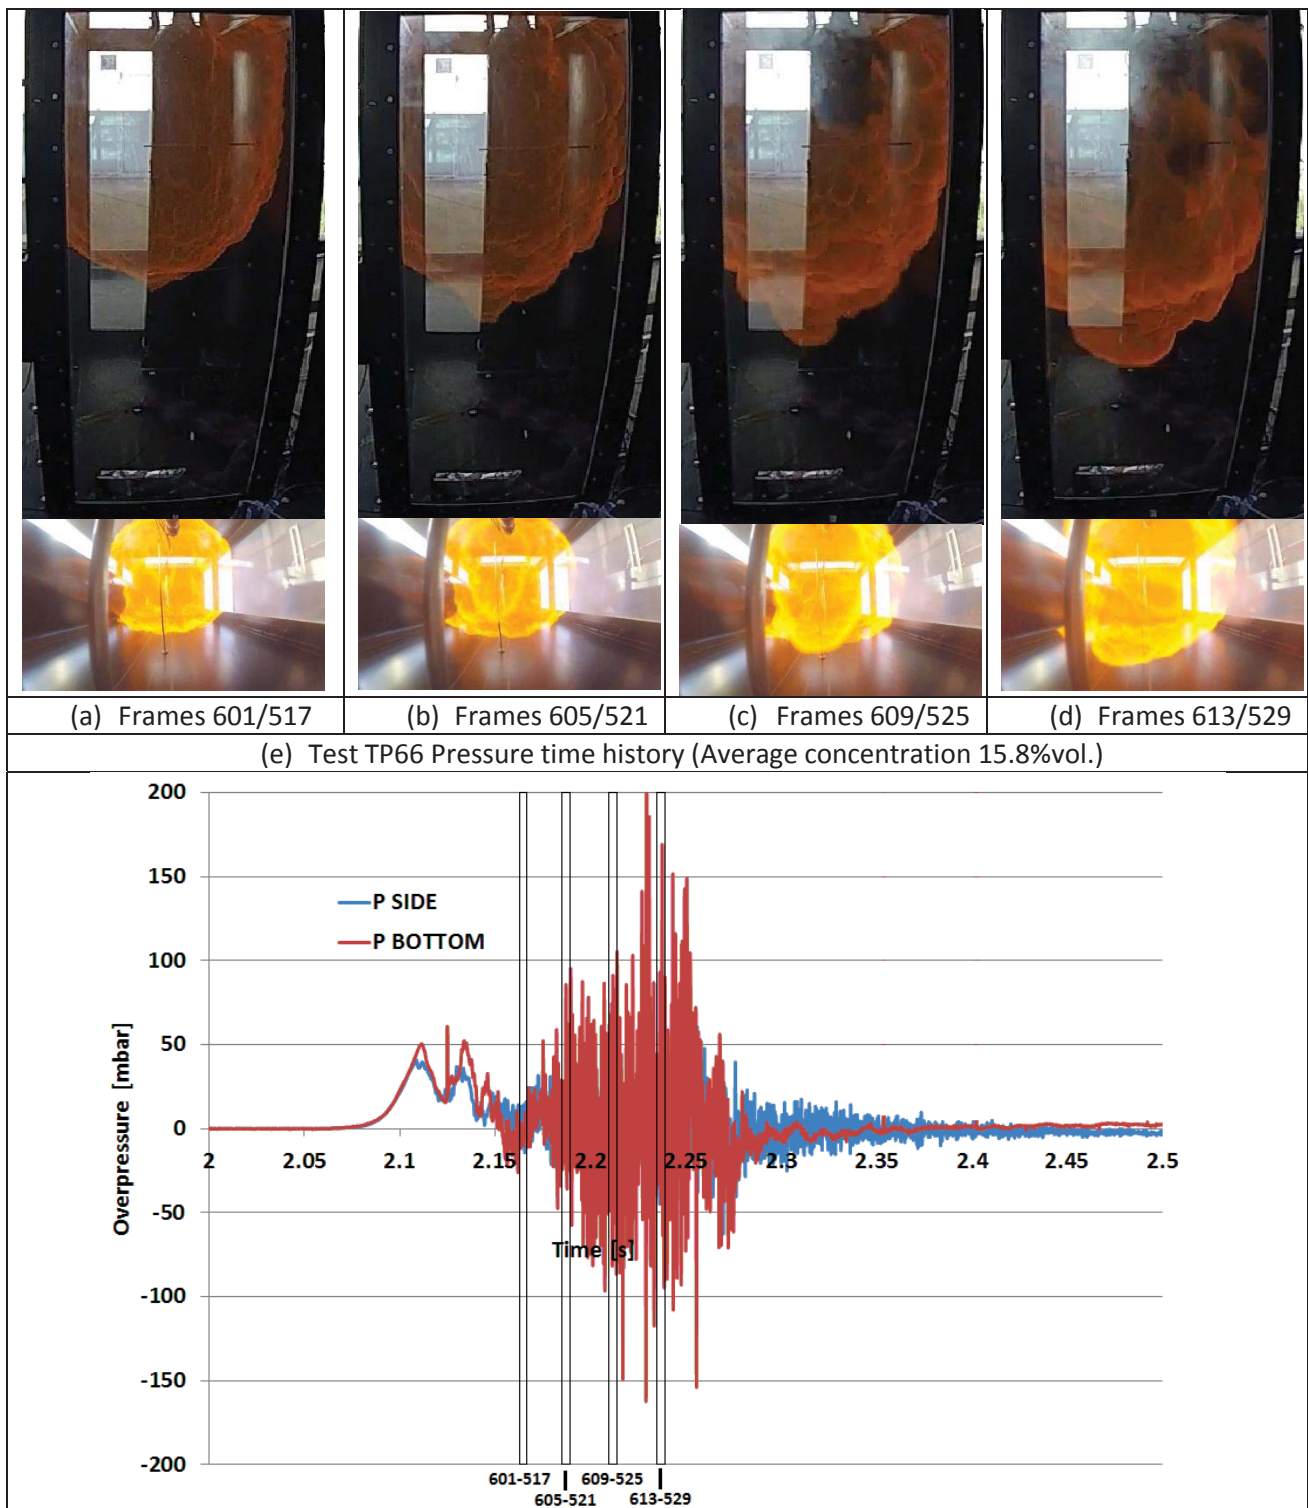 (a) Frames 601/517
(b) Frames 605/521
(c) Frames 609/525
(d) Frames 613/529
(e) Test TP66 Pressure time history (Average concentration 15.8%vol.)
200
150
100
50
0
-50
-100
-150
-200
Overpressure [mbar]
P SIDE
P BOTTOM
2
2.05
2.1
2.15
2.2
2.25
2.3
2.35
2.4
2.45
2.5
Time [s]
601-517
609-525
605-521
613-529